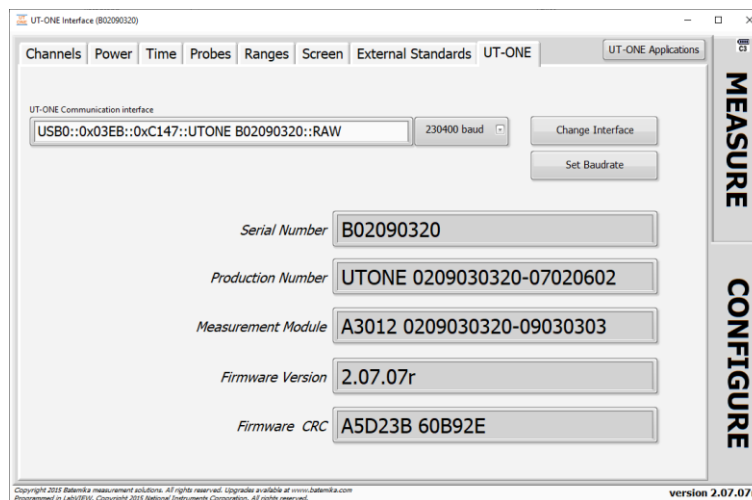 UT-ONE Interface (B02090320)
Channels Power Time Probes Ranges Screen External Standards UT-ONE UT-ONE Applications
C3
MEASURE
UT-ONE Communication interface
USB0::0x03EB::0xC147::UTONE B02090320::RAW 230400 baud Change Interface
Set Baudrate
Serial Number B02090320
Production Number UTONE 0209030320-07020602
Measurement Module A3012 0209030320-09030303
CONFIGURE
Firmware Version 2.07.07r
Firmware CRC A5D23B 60B92E
Copyright 2015 Batemika measurement solutions. All rights reserved. Upgrades available at www.batemika.com
Programmed in LabVIEW. Copyright 2015 National Instruments Corporation. All rights reserved.
version 2.07.07